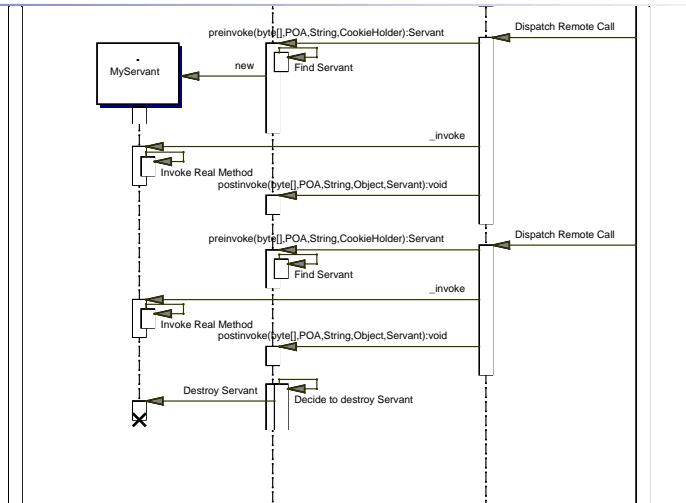 Dispatch Remote Call
preinvoke(byte[],POA,String,CookieHolder):Servant
Find Servant
new
MyServant
_invoke
Invoke Real Method
postinvoke(byte[],POA,String,Object,Servant):void
Dispatch Remote Call
preinvoke(byte[],POA,String,CookieHolder):Servant
Find Servant
_invoke
Invoke Real Method
postinvoke(byte[],POA,String,Object,Servant):void
Destroy Servant
Decide to destroy Servant